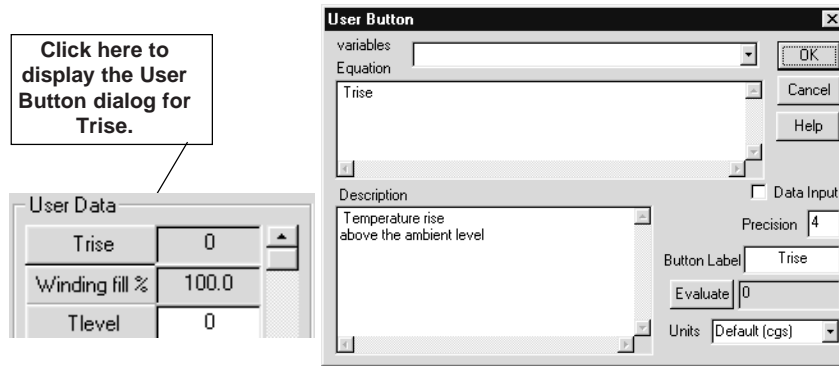 Click here to
display the User
Button dialog for
Trise.
User Data
Trise 0
Winding fill % 100.0
Tlevel 0
User Button
variables
Equation
OK
Trise
Cancel
Help
Description
Data Input
Temperature rise
above the ambient level
Precision 4
Button Label Trise
Evaluate 0
Units Default (cgs)